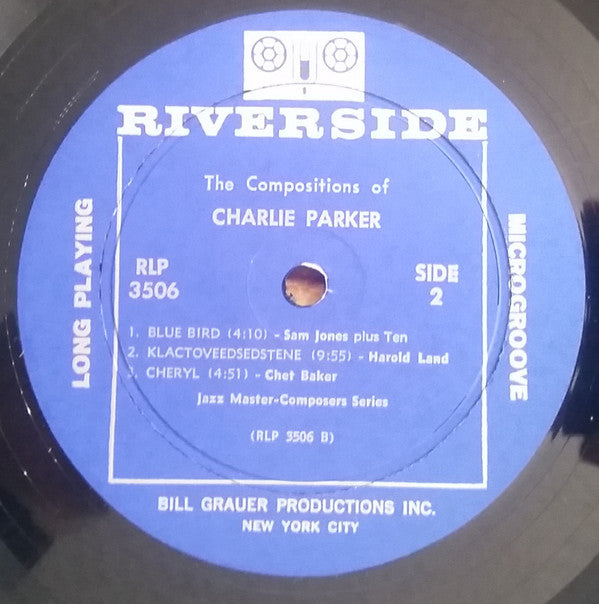 RIVERSIDE
The Compositions of
CHARLIE PARKER
LONG PLAYING
MICROGROOVE
RLP
3506
SIDE
2
1. BLUE BIRD (4:10) - Sam Jones plus Ten
2. KLACTOVEEDSEDSTENE (9:55) - Harold Land
3. CHERYL (4:51) - Chet Baker
Jazz Master-Composers Series
(RLP 3506 B)
BILL GRAUER PRODUCTIONS INC.
NEW YORK CITY